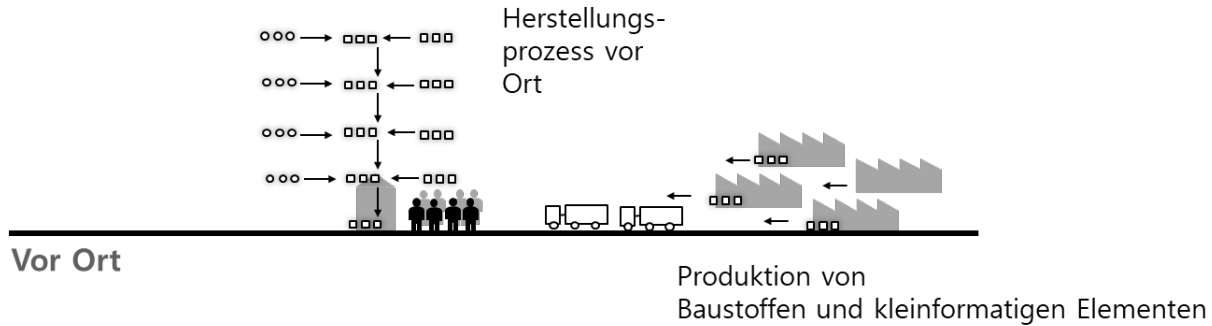 Herstellungs-
prozess vor
Ort
Vor Ort
Produktion von
Baustoffen und kleinformatigen Elementen